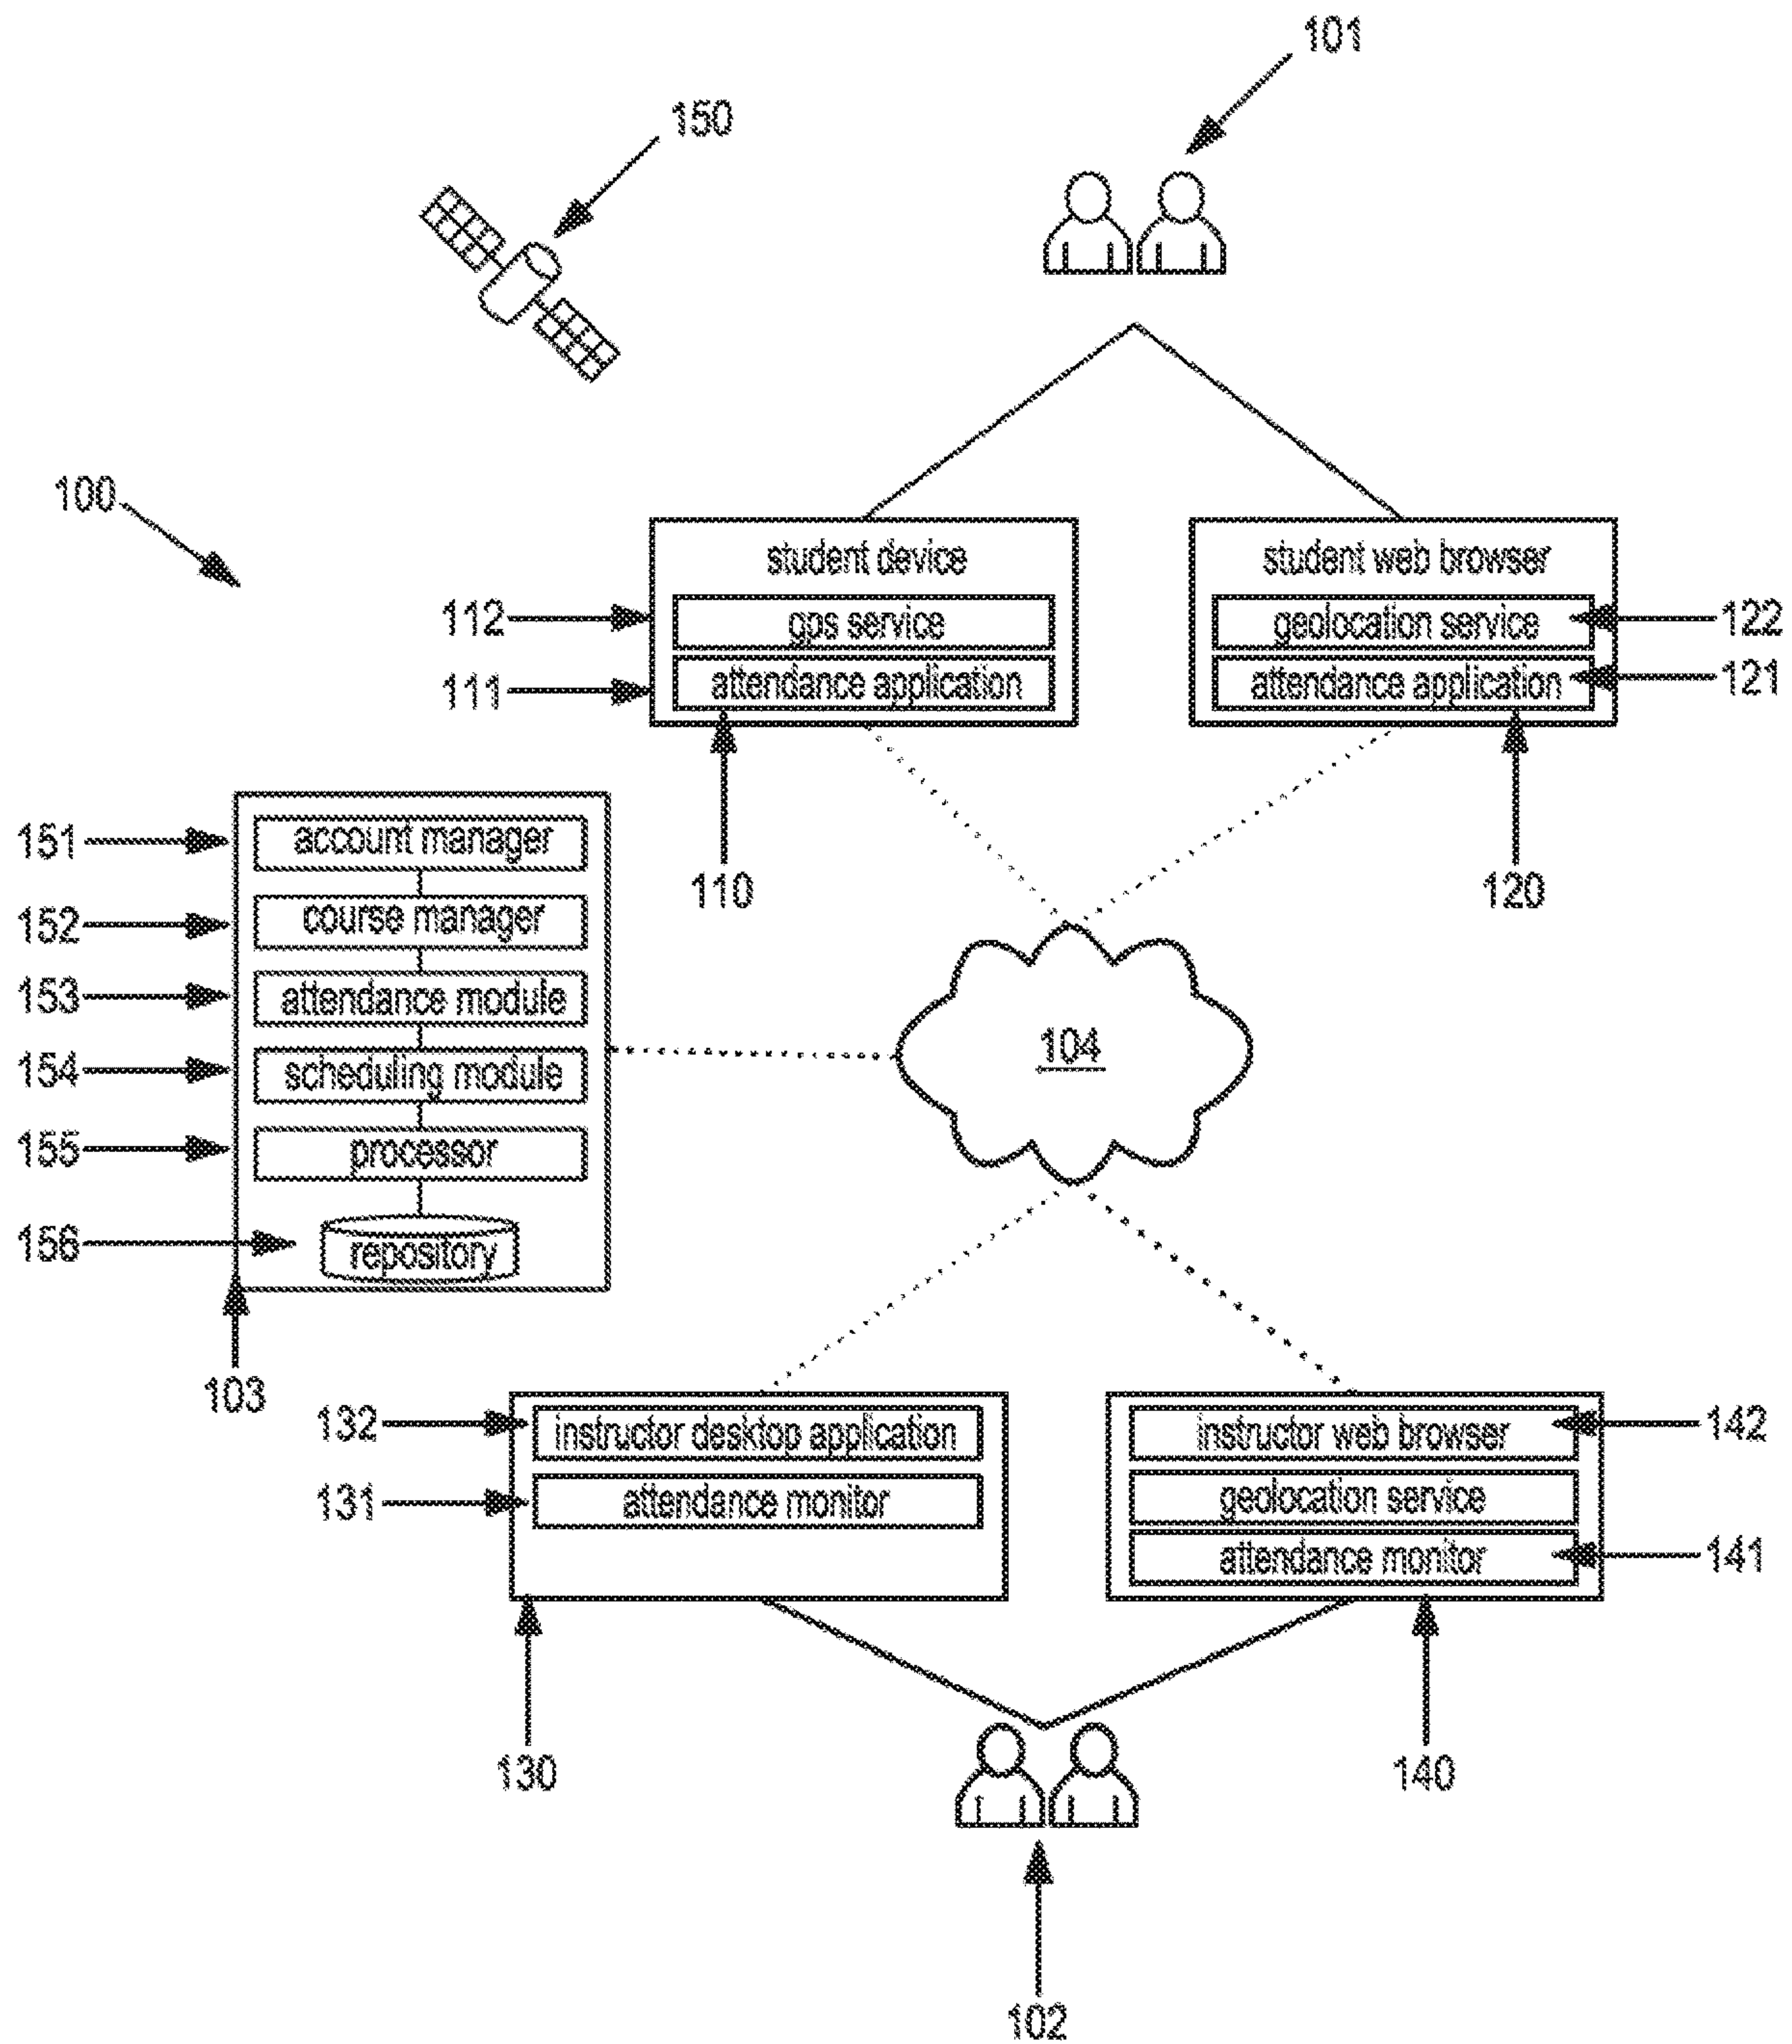 101
150
100
student device
student web browser
112
gps service
geolocation service
122
111
attendance application
attendance application
121
110
120
151
account manager
152
course manager
153
attendance module
104
154
scheduling module
155
processor
156
repository
103
132
instructor desktop application
instructor web browser
142
131
attendance monitor
geolocation service
attendance monitor
141
130
140
102